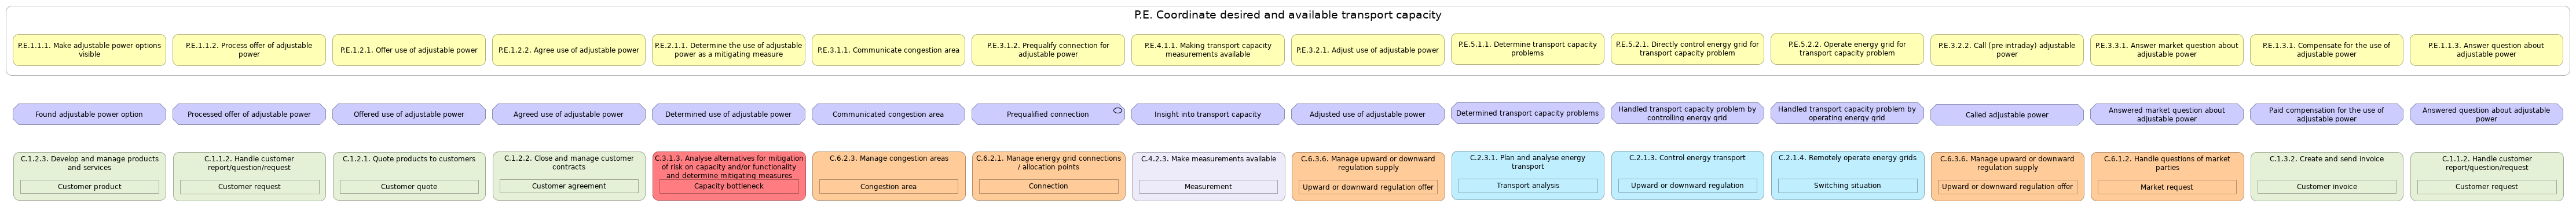 P.E. Coordinate desired and available transport capacity
P.E.1.1.1. Make adjustable power options
visible
P.E.1.1.2. Process offer of adjustable
power
P.E.1.2.1. Offer use of adjustable power
P.E.1.2.2. Agree use of adjustable power
P.E.2.1.1. Determine the use of adjustable
power as a mitigating measure
P.E.3.1.1. Communicate congestion area
P.E.3.1.2. Prequalify connection for
adjustable power
P.E.4.1.1. Making transport capacity
measurements available
P.E.3.2.1. Adjust use of adjustable power
P.E.5.1.1. Determine transport capacity
problems
P.E.5.2.1. Directly control energy grid for
transport capacity problem
P.E.5.2.2. Operate energy grid for
transport capacity problem
P.E.3.2.2. Call (pre intraday) adjustable
power
P.E.3.3.1. Answer market question about
adjustable power
P.E.1.3.1. Compensate for the use of
adjustable power
P.E.1.1.3. Answer question about
adjustable power
Found adjustable power option
Processed offer of adjustable power
Offered use of adjustable power
Agreed use of adjustable power
Determined use of adjustable power
Communicated congestion area
Prequalified connection
Insight into transport capacity
Adjusted use of adjustable power
Determined transport capacity problems
Handled transport capacity problem by
controlling energy grid
Handled transport capacity problem by
operating energy grid
Called adjustable power
Answered market question about
adjustable power
Paid compensation for the use of
adjustable power
Answered question about adjustable
power
C.1.2.3. Develop and manage products
and services
Customer product
C.1.1.2. Handle customer
report/question/request
Customer request
C.1.2.1. Quote products to customers
Customer quote
C.1.2.2. Close and manage customer
contracts
Customer agreement
C.3.1.3. Analyse alternatives for mitigation
of risk on capacity and/or functionality
and determine mitigating measures
Capacity bottleneck
C.6.2.3. Manage congestion areas
Congestion area
C.6.2.1. Manage energy grid connections
/ allocation points
Connection
C.4.2.3. Make measurements available
Measurement
C.6.3.6. Manage upward or downward
regulation supply
Upward or downward regulation offer
C.2.3.1. Plan and analyse energy
transport
Transport analysis
C.2.1.3. Control energy transport
Upward or downward regulation
C.2.1.4. Remotely operate energy grids
Switching situation
C.6.3.6. Manage upward or downward
regulation supply
Upward or downward regulation offer
C.6.1.2. Handle questions of market
parties
Market request
C.1.3.2. Create and send invoice
Customer invoice
C.1.1.2. Handle customer
report/question/request
Customer request